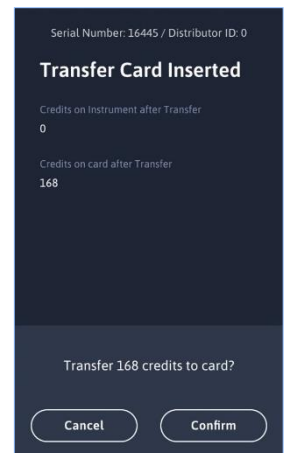 Serial Number: 16445 / Distributor ID: 0
Transfer Card Inserted
Credits on Instrument after Transfer
0
Credits on card after Transfer
168
Transfer 168 credits to card?
Cancel Confirm